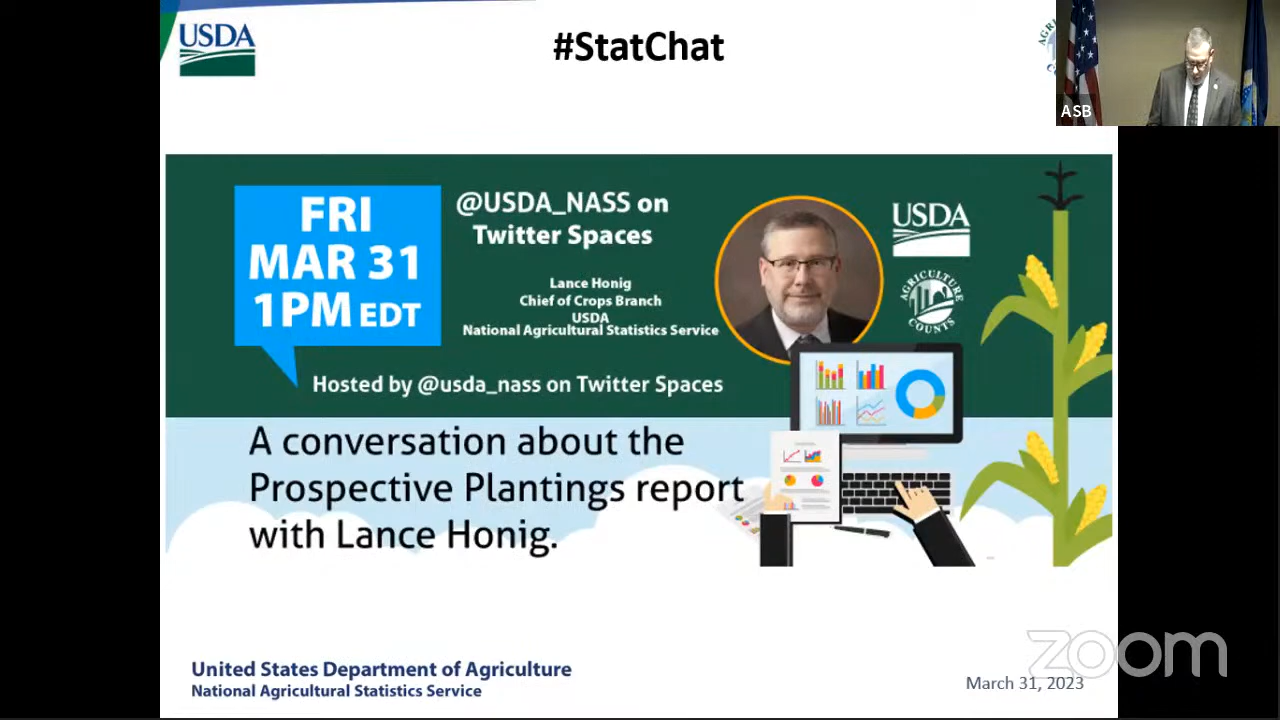 USDA
#StatChat
ASB
FRI
MAR 31
1PM EDT
@USDA_NASS on
Twitter Spaces
Lance Honig
Chief of Crops Branch
USDA
National Agricultural Statistics Service
Hosted by @usda_nass on Twitter Spaces
USDA
AGRICULTURE
COUNTS
A conversation about the
Prospective Plantings report
with Lance Honig.
United States Department of Agriculture
National Agricultural Statistics Service
March 31, 2023
zoom